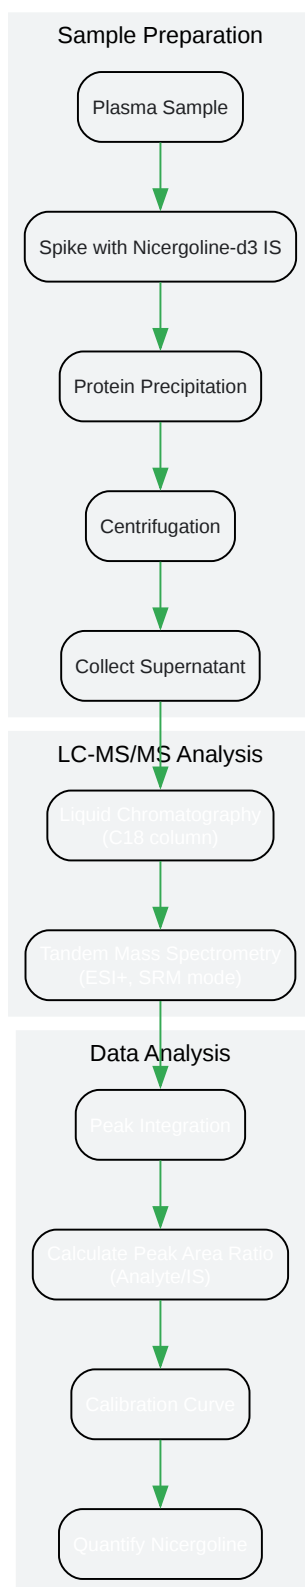 Sample Preparation
Plasma Sample
Spike with Nicergoline-d3 IS
Protein Precipitation
Centrifugation
Collect Supernatant
LC-MS/MS Analysis
Liquid Chromatography
(C18 column)
Tandem Mass Spectrometry
(ESI+, SRM mode)
Data Analysis
Peak Integration
Calculate Peak Area Ratio
(Analyte/IS)
Calibration Curve
Quantify Nicergoline